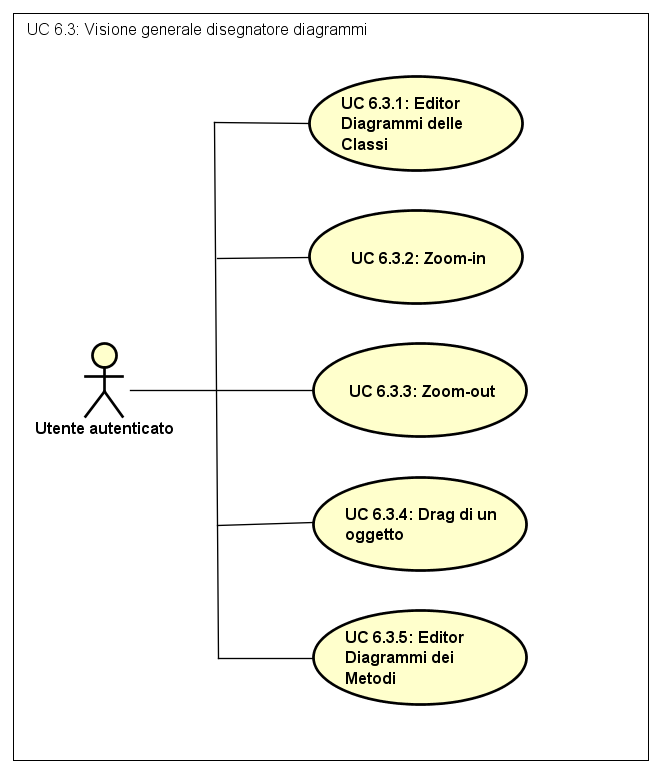 UC 6.3: Visione generale disegnatore diagrammi
UC 6.3.1: Editor
Diagrammi delle
Classi
UC 6.3.2: Zoom-in
UC 6.3.3: Zoom-out
Utente autenticato
UC 6.3.4: Drag di un
oggetto
UC 6.3.5: Editor
Diagrammi dei
Metodi